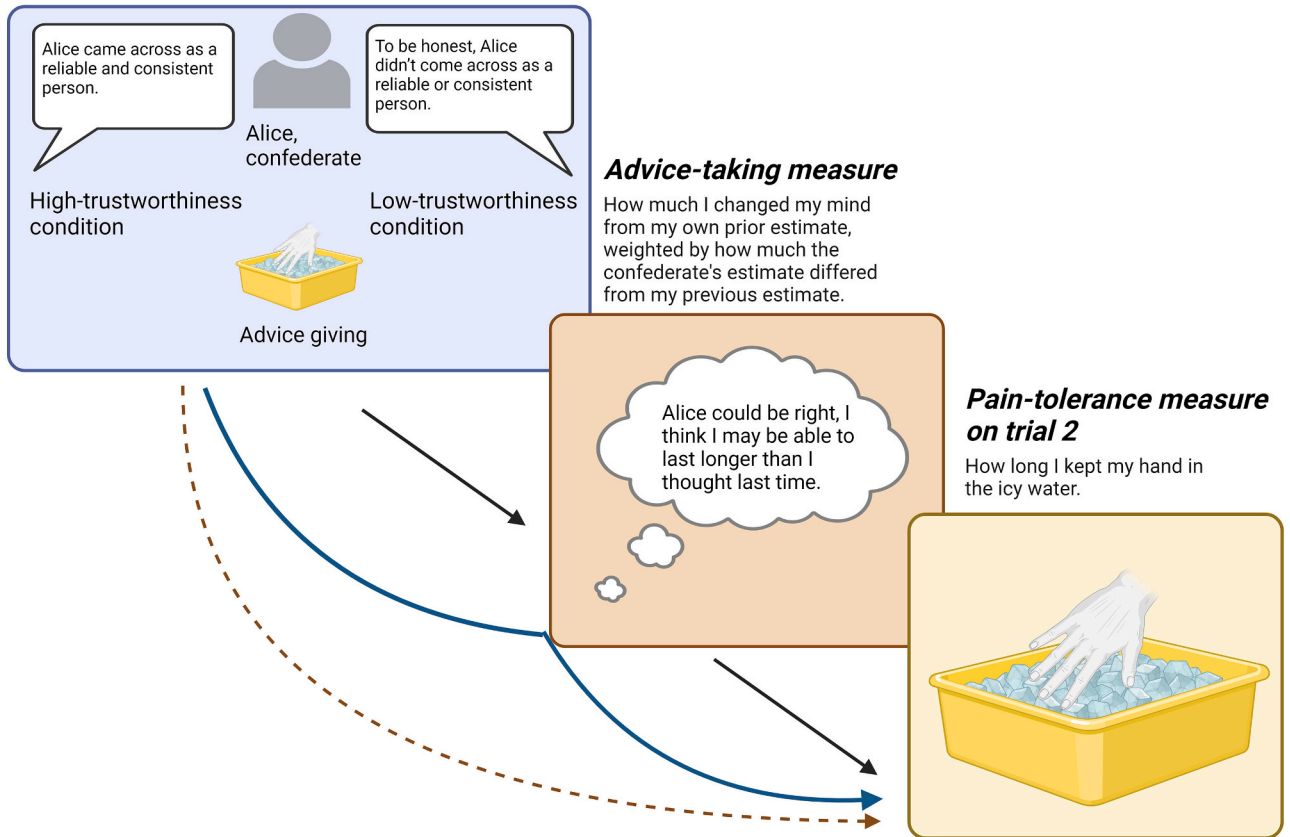 Alice came across as a
reliable and consistent
person.
To be honest, Alice
didn't come across as a
reliable or consistent
person.
Alice,
confederate
High-trustworthiness
condition
Low-trustworthiness
condition
Advice giving
Advice-taking measure
How much I changed my mind
from my own prior estimate,
weighted by how much the
confederate's estimate differed
from my previous estimate.
Alice could be right, I
think I may be able to
last longer than I
thought last time.
Pain-tolerance measure
on trial 2
How long I kept my hand in
the icy water.